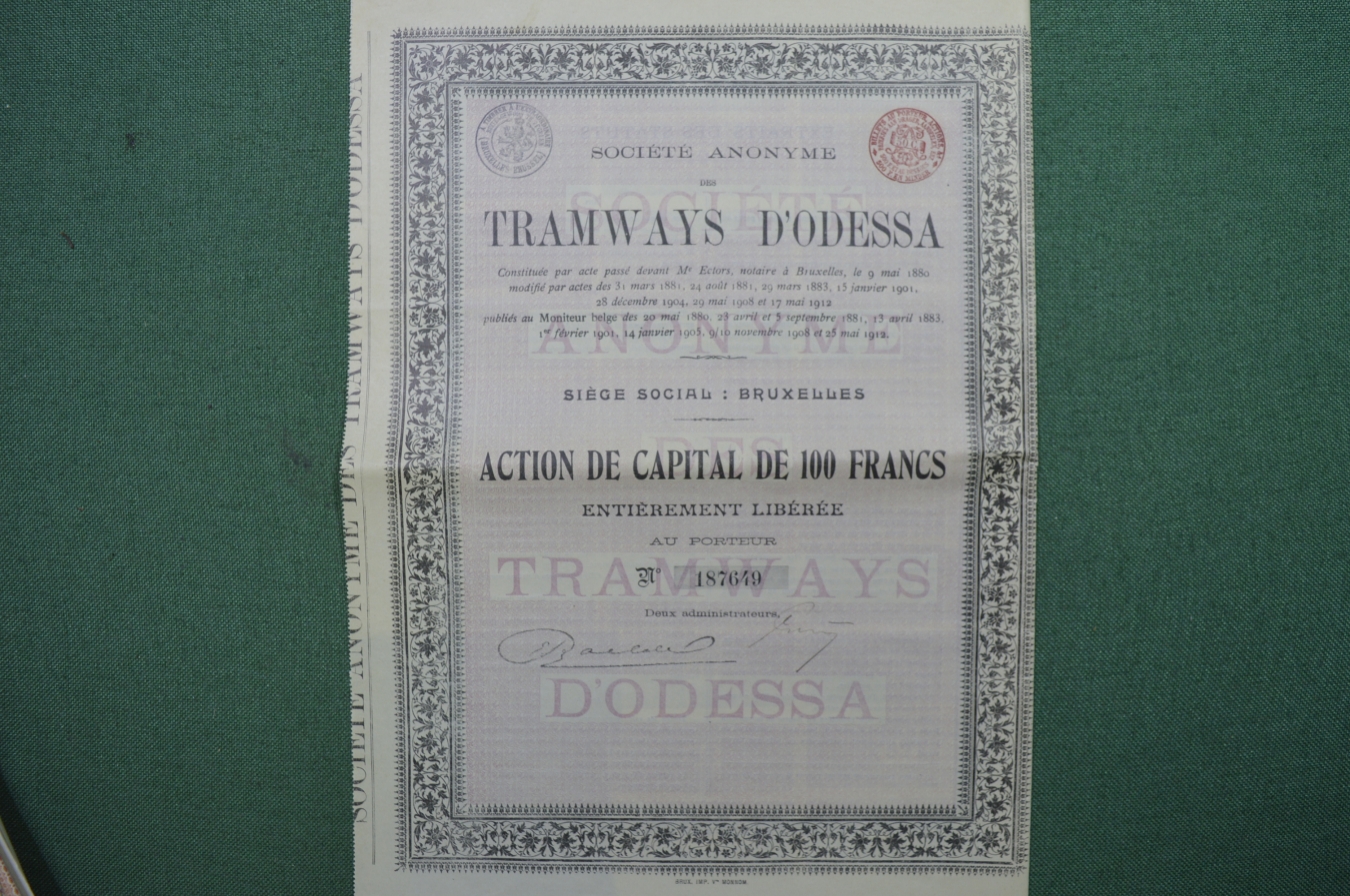 SOCIÉTÉ ANONYME DES TRAMWAYS D'ODESSA
SOCIÉTÉ ANONYME
DES
TRAMWAYS D'ODESSA
Constituée par acte passé devant Me Ectors, notaire à Bruxelles, le 9 mai 1880
modifié par actes des 31 mars 1881, 24 août 1881, 29 mars 1883, 15 janvier 1901,
28 décembre 1904, 29 mai 1908 et 17 mai 1912
publiés au Moniteur belge des 20 mai 1880, 28 avril et 5 septembre 1881, 13 avril 1883,
1er février 1901, 14 janvier 1905, 9/10 novembre 1908 et 25 mai 1912.
SIÈGE SOCIAL : BRUXELLES
ACTION DE CAPITAL DE 100 FRANCS
ENTIÈREMENT LIBÉRÉE
AU PORTEUR
No 187649
Deux administrateurs,
SOCIÉTÉ
ANONYME
DES
TRAMWAYS
D'ODESSA